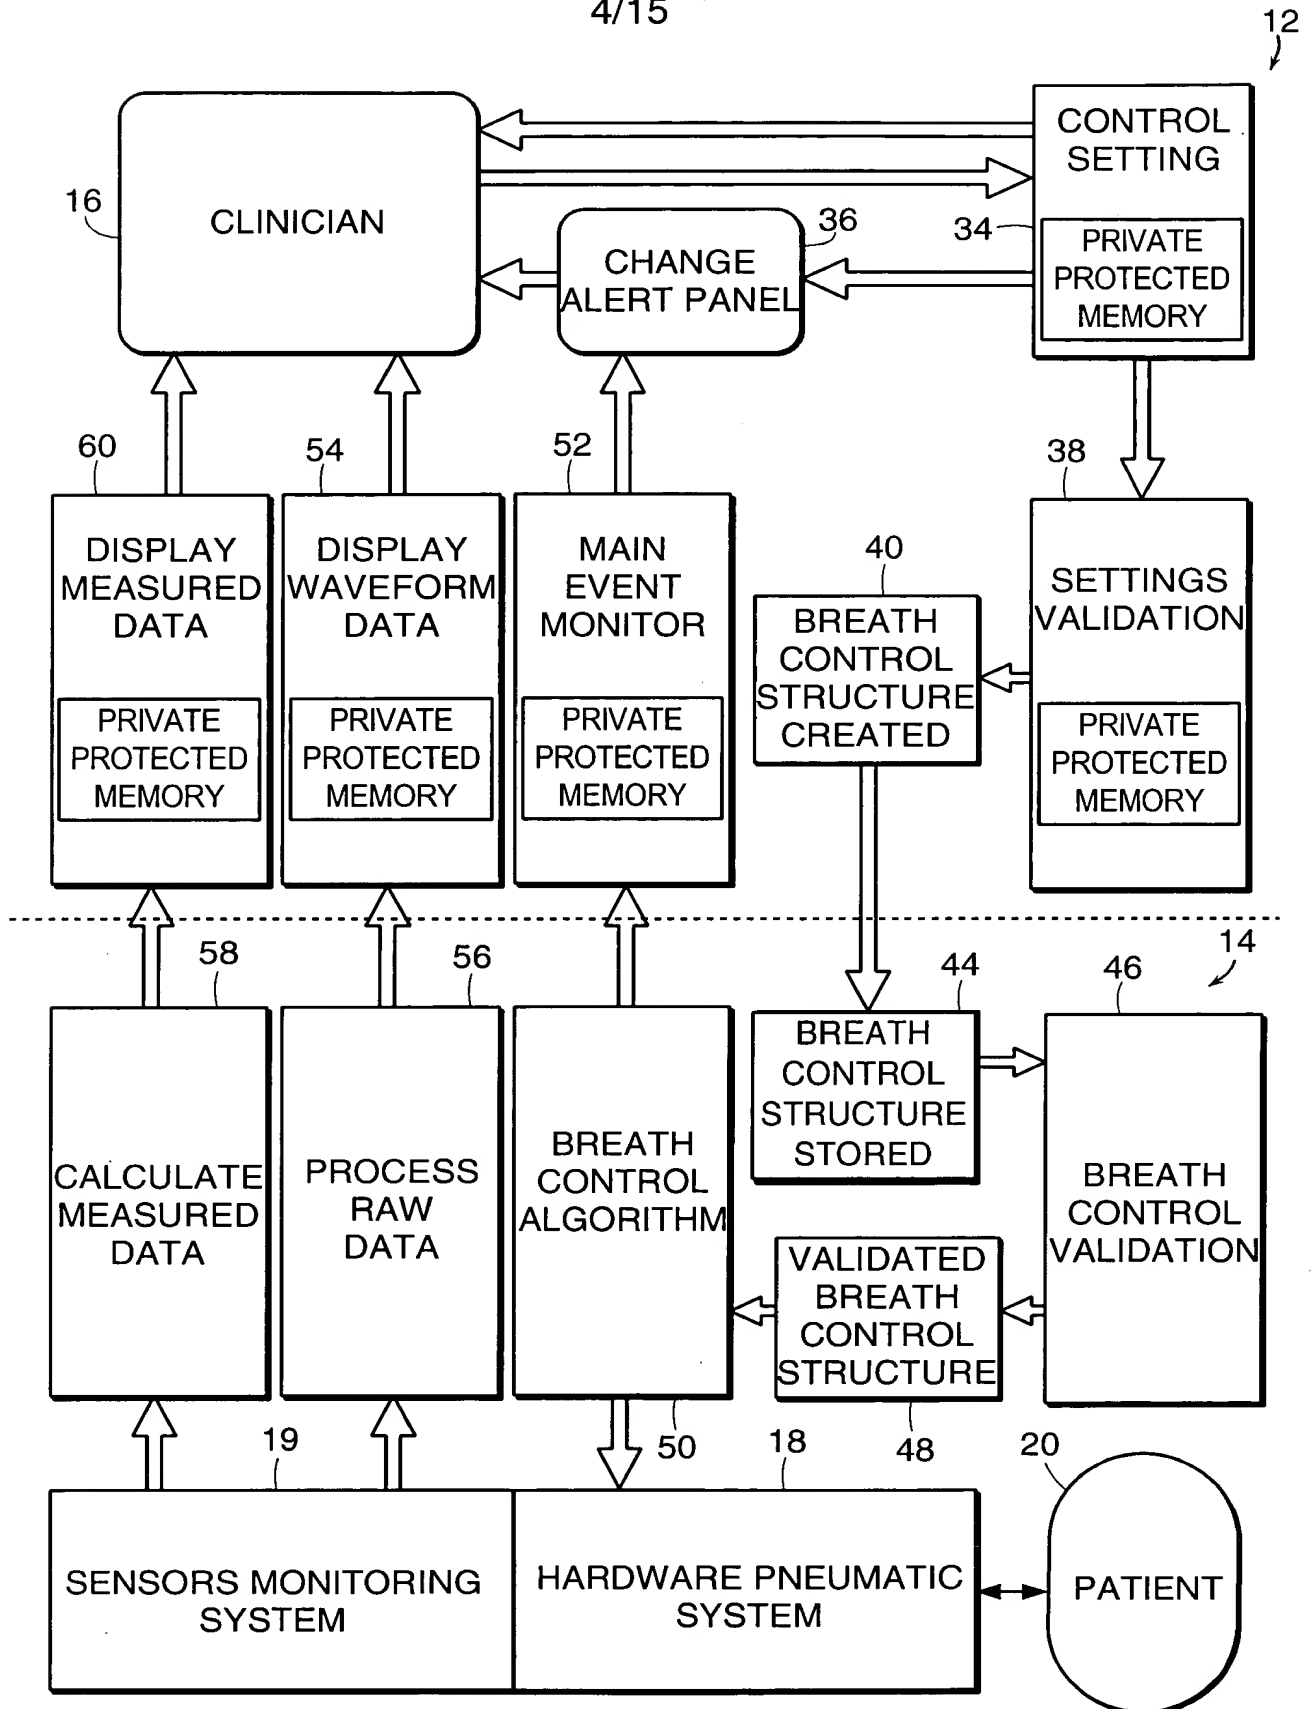 4/15
12
CONTROL
SETTING
16
CLINICIAN
36
34
CHANGE
ALERT PANEL
PRIVATE
PROTECTED
MEMORY
60
54
52
38
DISPLAY
MEASURED
DATA
PRIVATE
PROTECTED
MEMORY
DISPLAY
WAVEFORM
DATA
PRIVATE
PROTECTED
MEMORY
MAIN
EVENT
MONITOR
PRIVATE
PROTECTED
MEMORY
40
BREATH
CONTROL
STRUCTURE
CREATED
SETTINGS
VALIDATION
PRIVATE
PROTECTED
MEMORY
58
56
44
46
14
CALCULATE
MEASURED
DATA
PROCESS
RAW
DATA
BREATH
CONTROL
ALGORITHM
BREATH
CONTROL
STRUCTURE
STORED
BREATH
CONTROL
VALIDATION
VALIDATED
BREATH
CONTROL
STRUCTURE
19
50
18
48
20
SENSORS MONITORING
SYSTEM
HARDWARE PNEUMATIC
SYSTEM
PATIENT